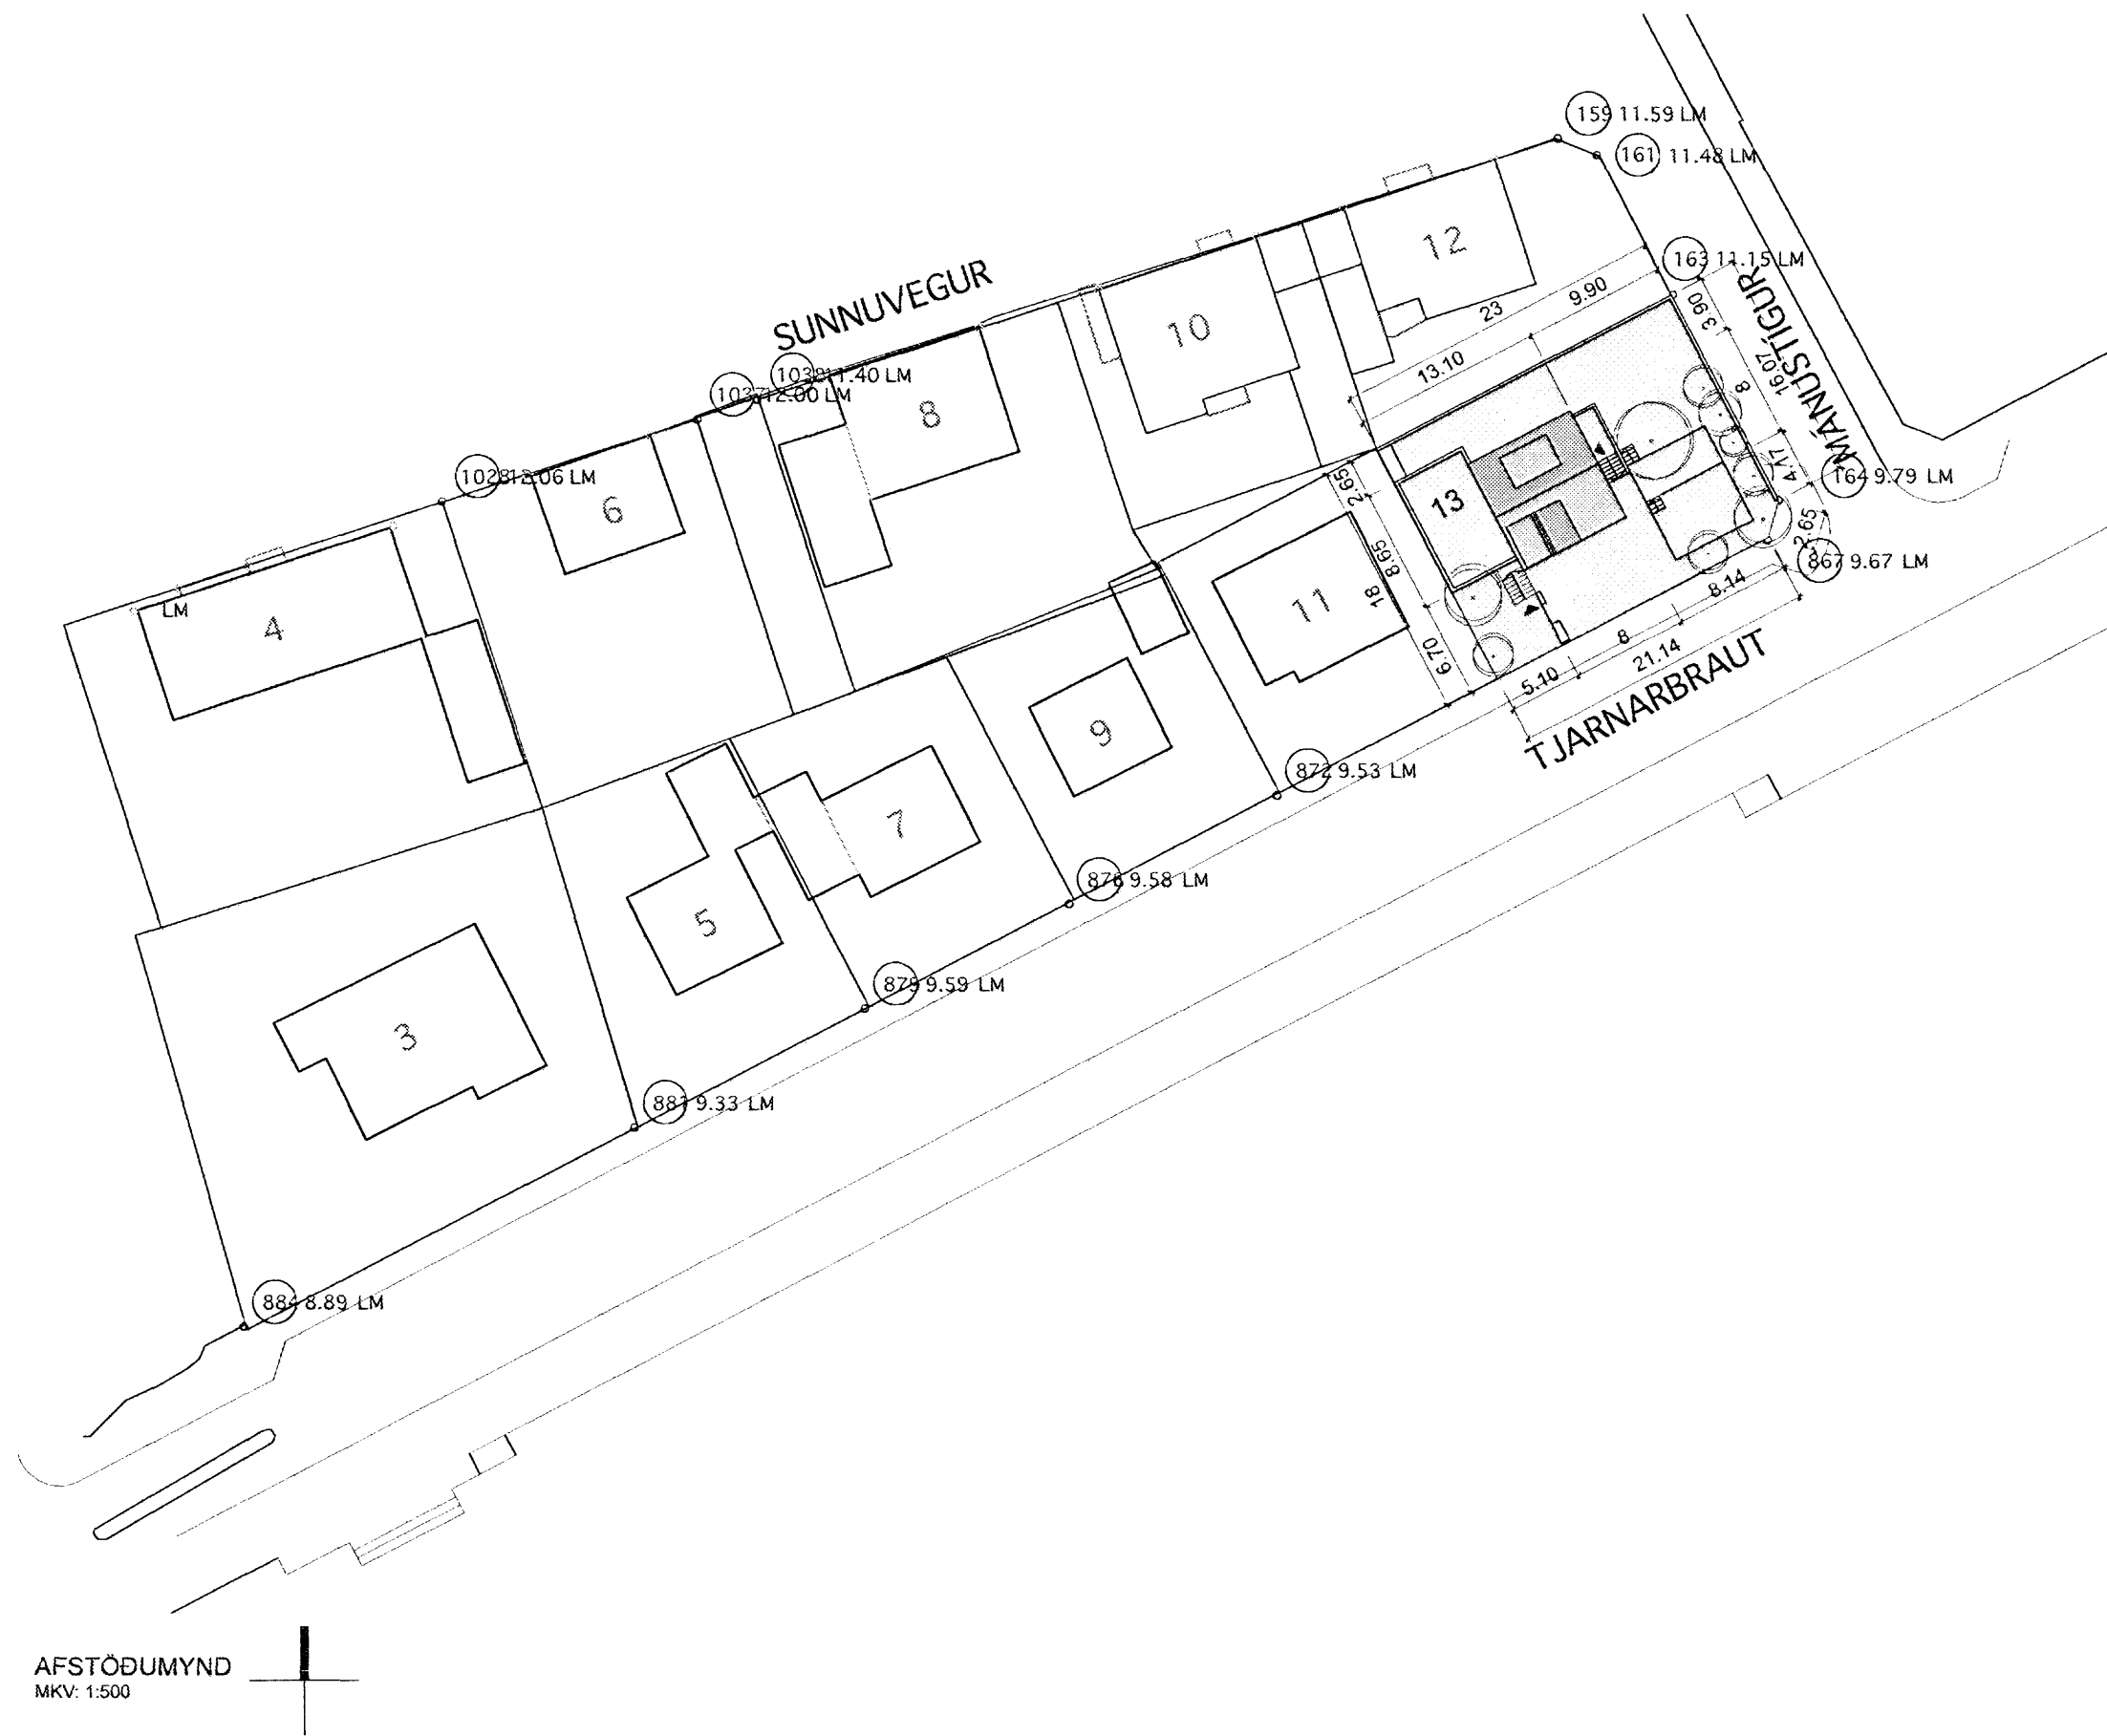 159 11.59 LM
161 11.48 LM
163 11.15 LM
MÁNUSTÍGUR
12
23
9.90
3.90
13.10
16.07
8
SUNNUVEGUR
10
1038 11.40 LM
1037 12.00 LM
8
4.17
164 9.79 LM
1028 12.06 LM
6
2.65
13
2.65
867 9.67 LM
8.65
18
8.14
11
LM
4
6.70
8
21.14
5.10
TJARNARBRAUT
9
872 9.53 LM
7
876 9.58 LM
5
879 9.59 LM
3
881 9.33 LM
884 8.89 LM
AFSTÖÐUMYND
MKV: 1:500